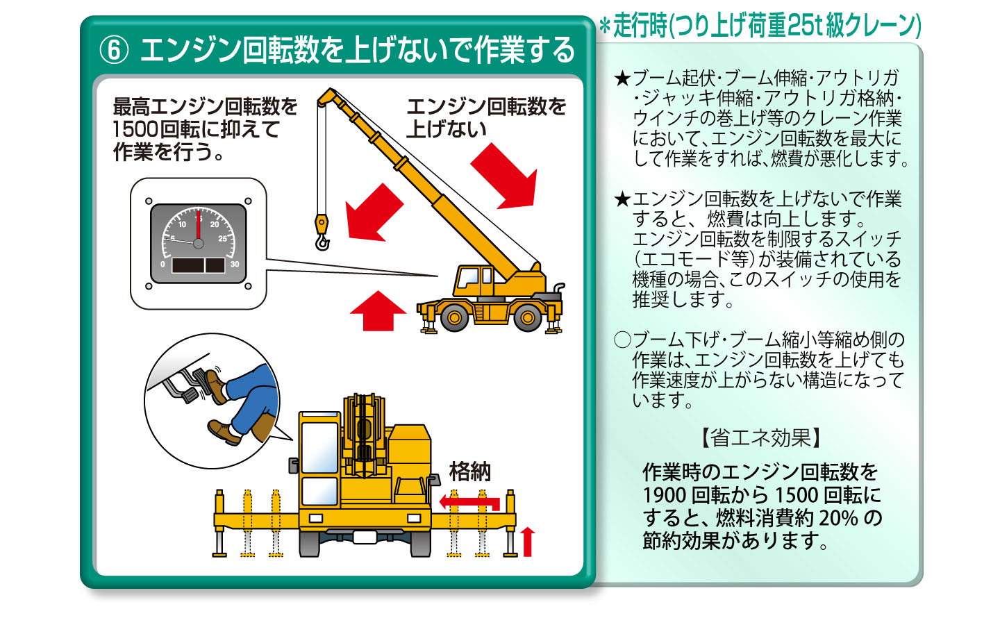 ⑥ エンジン回転数を上げないで作業する
最高エンジン回転数を
1500回転に抑えて
作業を行う。
エンジン回転数を
上げない
0
5
10
15
20
25
30
格納
＊走行時(つり上げ荷重25t級クレーン)
★ブーム起伏・ブーム伸縮・アウトリガ
・ジャッキ伸縮・アウトリガ格納・
ウインチの巻上げ等のクレーン作業
において、エンジン回転数を最大に
して作業をすれば、燃費が悪化します。
★エンジン回転数を上げないで作業
すると、燃費は向上します。
エンジン回転数を制限するスイッチ
（エコモード等）が装備されている
機種の場合、このスイッチの使用を
推奨します。
○ブーム下げ・ブーム縮小等縮め側の
作業は、エンジン回転数を上げても
作業速度が上がらない構造になって
います。
【省エネ効果】
作業時のエンジン回転数を
1900 回転から 1500 回転に
すると、燃料消費約 20% の
節約効果があります。